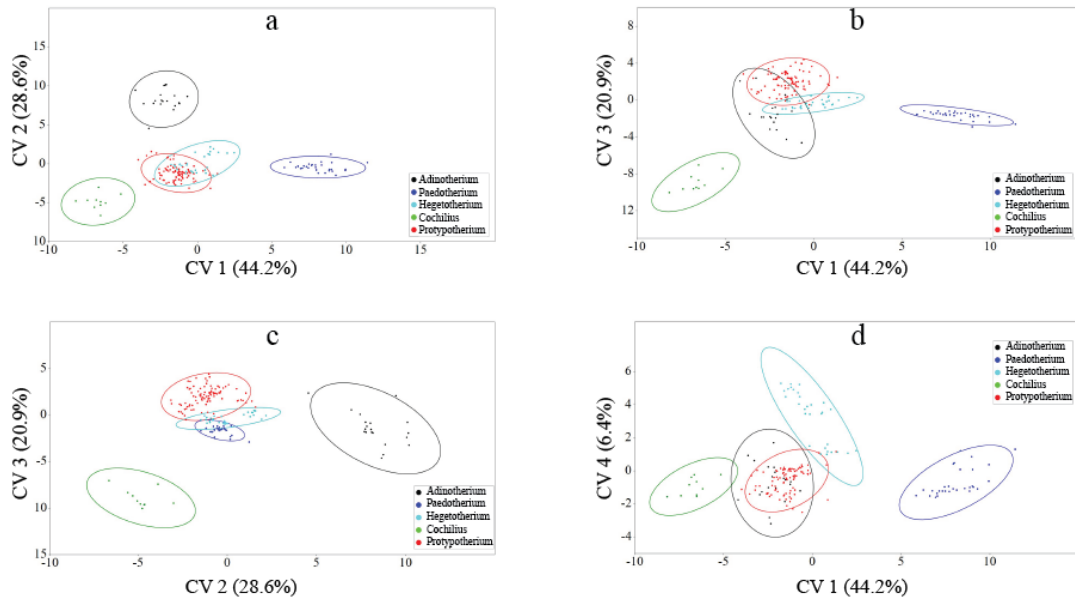 a
CV 2 (28.6%)
15
10
5
0
-5
10
-10
-5
0
5
10
15
CV 1 (44.2%)
Adinotherium
Paedotherium
Hegetotherium
Cochilius
Protypotherium
b
CV 3 (20.9%)
8
4
0
-4
-8
12
-10
-5
0
5
10
CV 1 (44.2%)
Adinotherium
Paedotherium
Hegetotherium
Cochilius
Protypotherium
c
CV 3 (20.9%)
5
0
-5
10
15
-10
-5
0
5
10
CV 2 (28.6%)
Adinotherium
Paedotherium
Hegetotherium
Cochilius
Protypotherium
d
CV 4 (6.4%)
6
4
2
0
-2
-4
-10
-5
0
5
10
CV 1 (44.2%)
Adinotherium
Paedotherium
Hegetotherium
Cochilius
Protypotherium